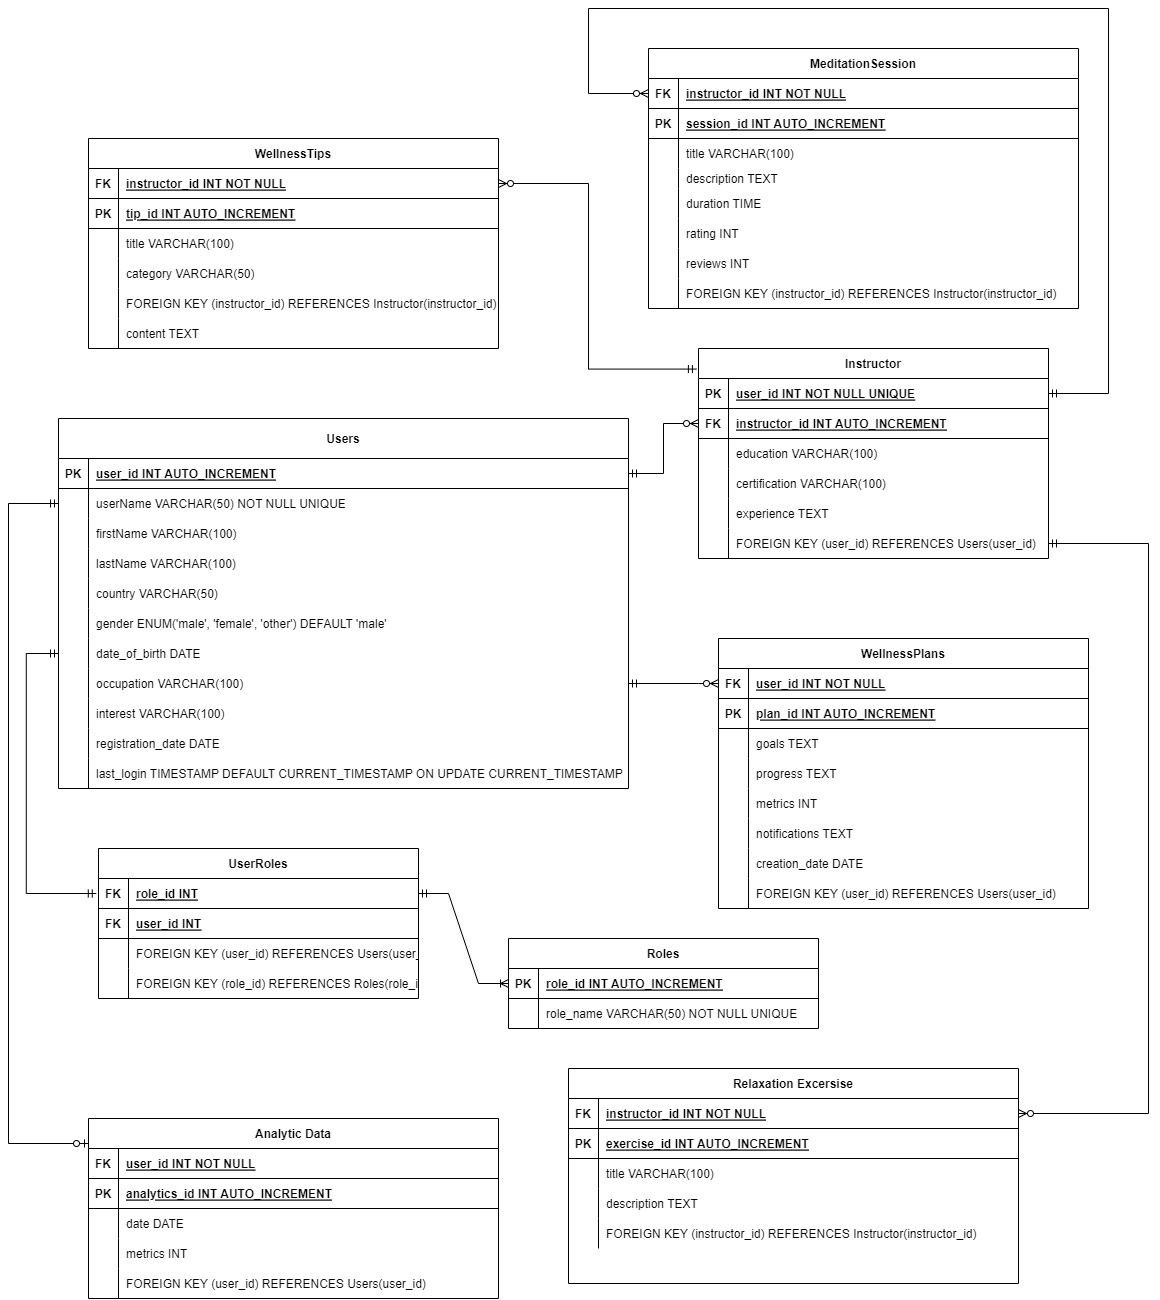 MeditationSession
FK instructor_id INT NOT NULL
PK session_id INT AUTO_INCREMENT
title VARCHAR(100)
description TEXT
duration TIME
rating INT
reviews INT
FOREIGN KEY (instructor_id) REFERENCES Instructor(instructor_id)
WellnessTips
FK instructor_id INT NOT NULL
PK tip_id INT AUTO_INCREMENT
title VARCHAR(100)
category VARCHAR(50)
FOREIGN KEY (instructor_id) REFERENCES Instructor(instructor_id)
content TEXT
Instructor
PK user_id INT NOT NULL UNIQUE
FK instructor_id INT AUTO_INCREMENT
education VARCHAR(100)
certification VARCHAR(100)
experience TEXT
FOREIGN KEY (user_id) REFERENCES Users(user_id)
Users
PK user_id INT AUTO_INCREMENT
userName VARCHAR(50) NOT NULL UNIQUE
firstName VARCHAR(100)
lastName VARCHAR(100)
country VARCHAR(50)
gender ENUM('male', 'female', 'other') DEFAULT 'male'
date_of_birth DATE
occupation VARCHAR(100)
interest VARCHAR(100)
registration_date DATE
last_login TIMESTAMP DEFAULT CURRENT_TIMESTAMP ON UPDATE CURRENT_TIMESTAMP
WellnessPlans
FK user_id INT NOT NULL
PK plan_id INT AUTO_INCREMENT
goals TEXT
progress TEXT
metrics INT
notifications TEXT
creation_date DATE
FOREIGN KEY (user_id) REFERENCES Users(user_id)
UserRoles
FK role_id INT
FK user_id INT
FOREIGN KEY (user_id) REFERENCES Users(user_
FOREIGN KEY (role_id) REFERENCES Roles(role_i
Roles
PK role_id INT AUTO_INCREMENT
role_name VARCHAR(50) NOT NULL UNIQUE
Relaxation Excersise
FK instructor_id INT NOT NULL
PK exercise_id INT AUTO_INCREMENT
title VARCHAR(100)
description TEXT
FOREIGN KEY (instructor_id) REFERENCES Instructor(instructor_id)
Analytic Data
FK user_id INT NOT NULL
PK analytics_id INT AUTO_INCREMENT
date DATE
metrics INT
FOREIGN KEY (user_id) REFERENCES Users(user_id)